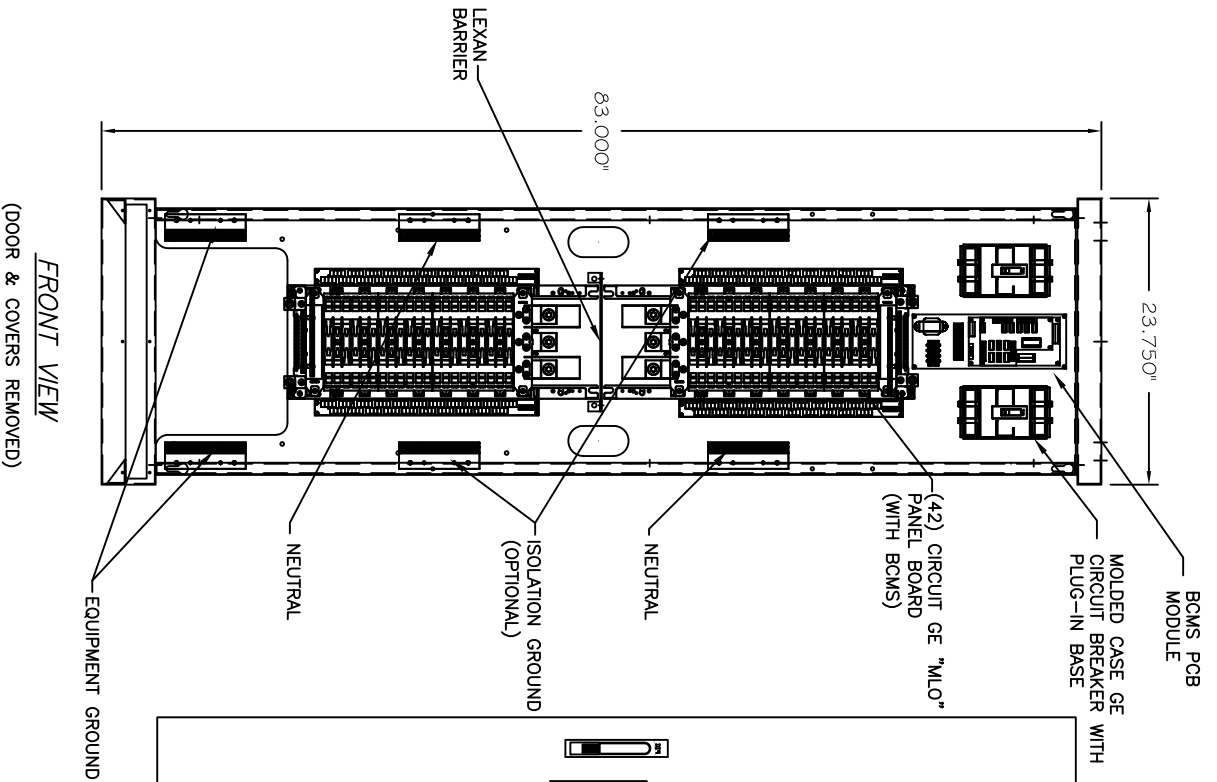 BCMS PCB
MODULE
MOLDED CASE GE
CIRCUIT BREAKER WITH
PLUG-IN BASE
23.750"
(42) CIRCUIT GE "MLO"
PANEL BOARD
(WITH BCMS)
NEUTRAL
83.000"
LEXAN
BARRIER
ISOLATION GROUND
(OPTIONAL)
NEUTRAL
EQUIPMENT GROUND
FRONT VIEW
(DOOR & COVERS REMOVED)